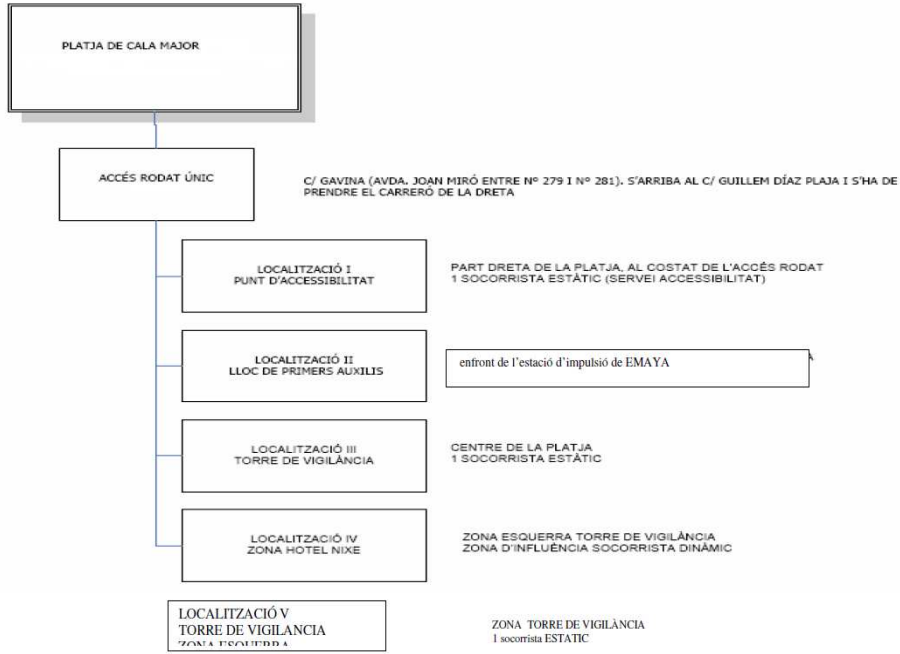 PLATJA DE CALA MAJOR
ACCÉS RODAT ÚNIC
C/ GAVINA (AVDA. JOAN MIRÓ ENTRE Nº 279 I Nº 281). S'ARRIBA AL C/ GUILLEM DÍAZ PLAJA I S'HA DE
PRENDRE EL CARRERÓ DE LA DRETA
LOCALITZACIÓ I
PUNT D'ACCESSIBILITAT
PART DRETA DE LA PLATJA, AL COSTAT DE L'ACCÉS RODAT
1 SOCORRISTA ESTÀTIC (SERVEI ACCESSIBILITAT)
LOCALITZACIÓ II
LLOC DE PRIMERS AUXILIS
enfront de l'estació d'impulsió de EMAYA
LOCALITZACIÓ III
TORRE DE VIGILÀNCIA
CENTRE DE LA PLATJA
1 SOCORRISTA ESTÀTIC
LOCALITZACIÓ IV
ZONA HOTEL NIXE
ZONA ESQUERRA TORRE DE VIGILÀNCIA
ZONA D'INFLUÈNCIA SOCORRISTA DINÀMIC
LOCALITZACIÓ V
TORRE DE VIGILANCIA
ZONA ESQUERRA
ZONA TORRE DE VIGILÀNCIA
1 socorrista ESTATIC